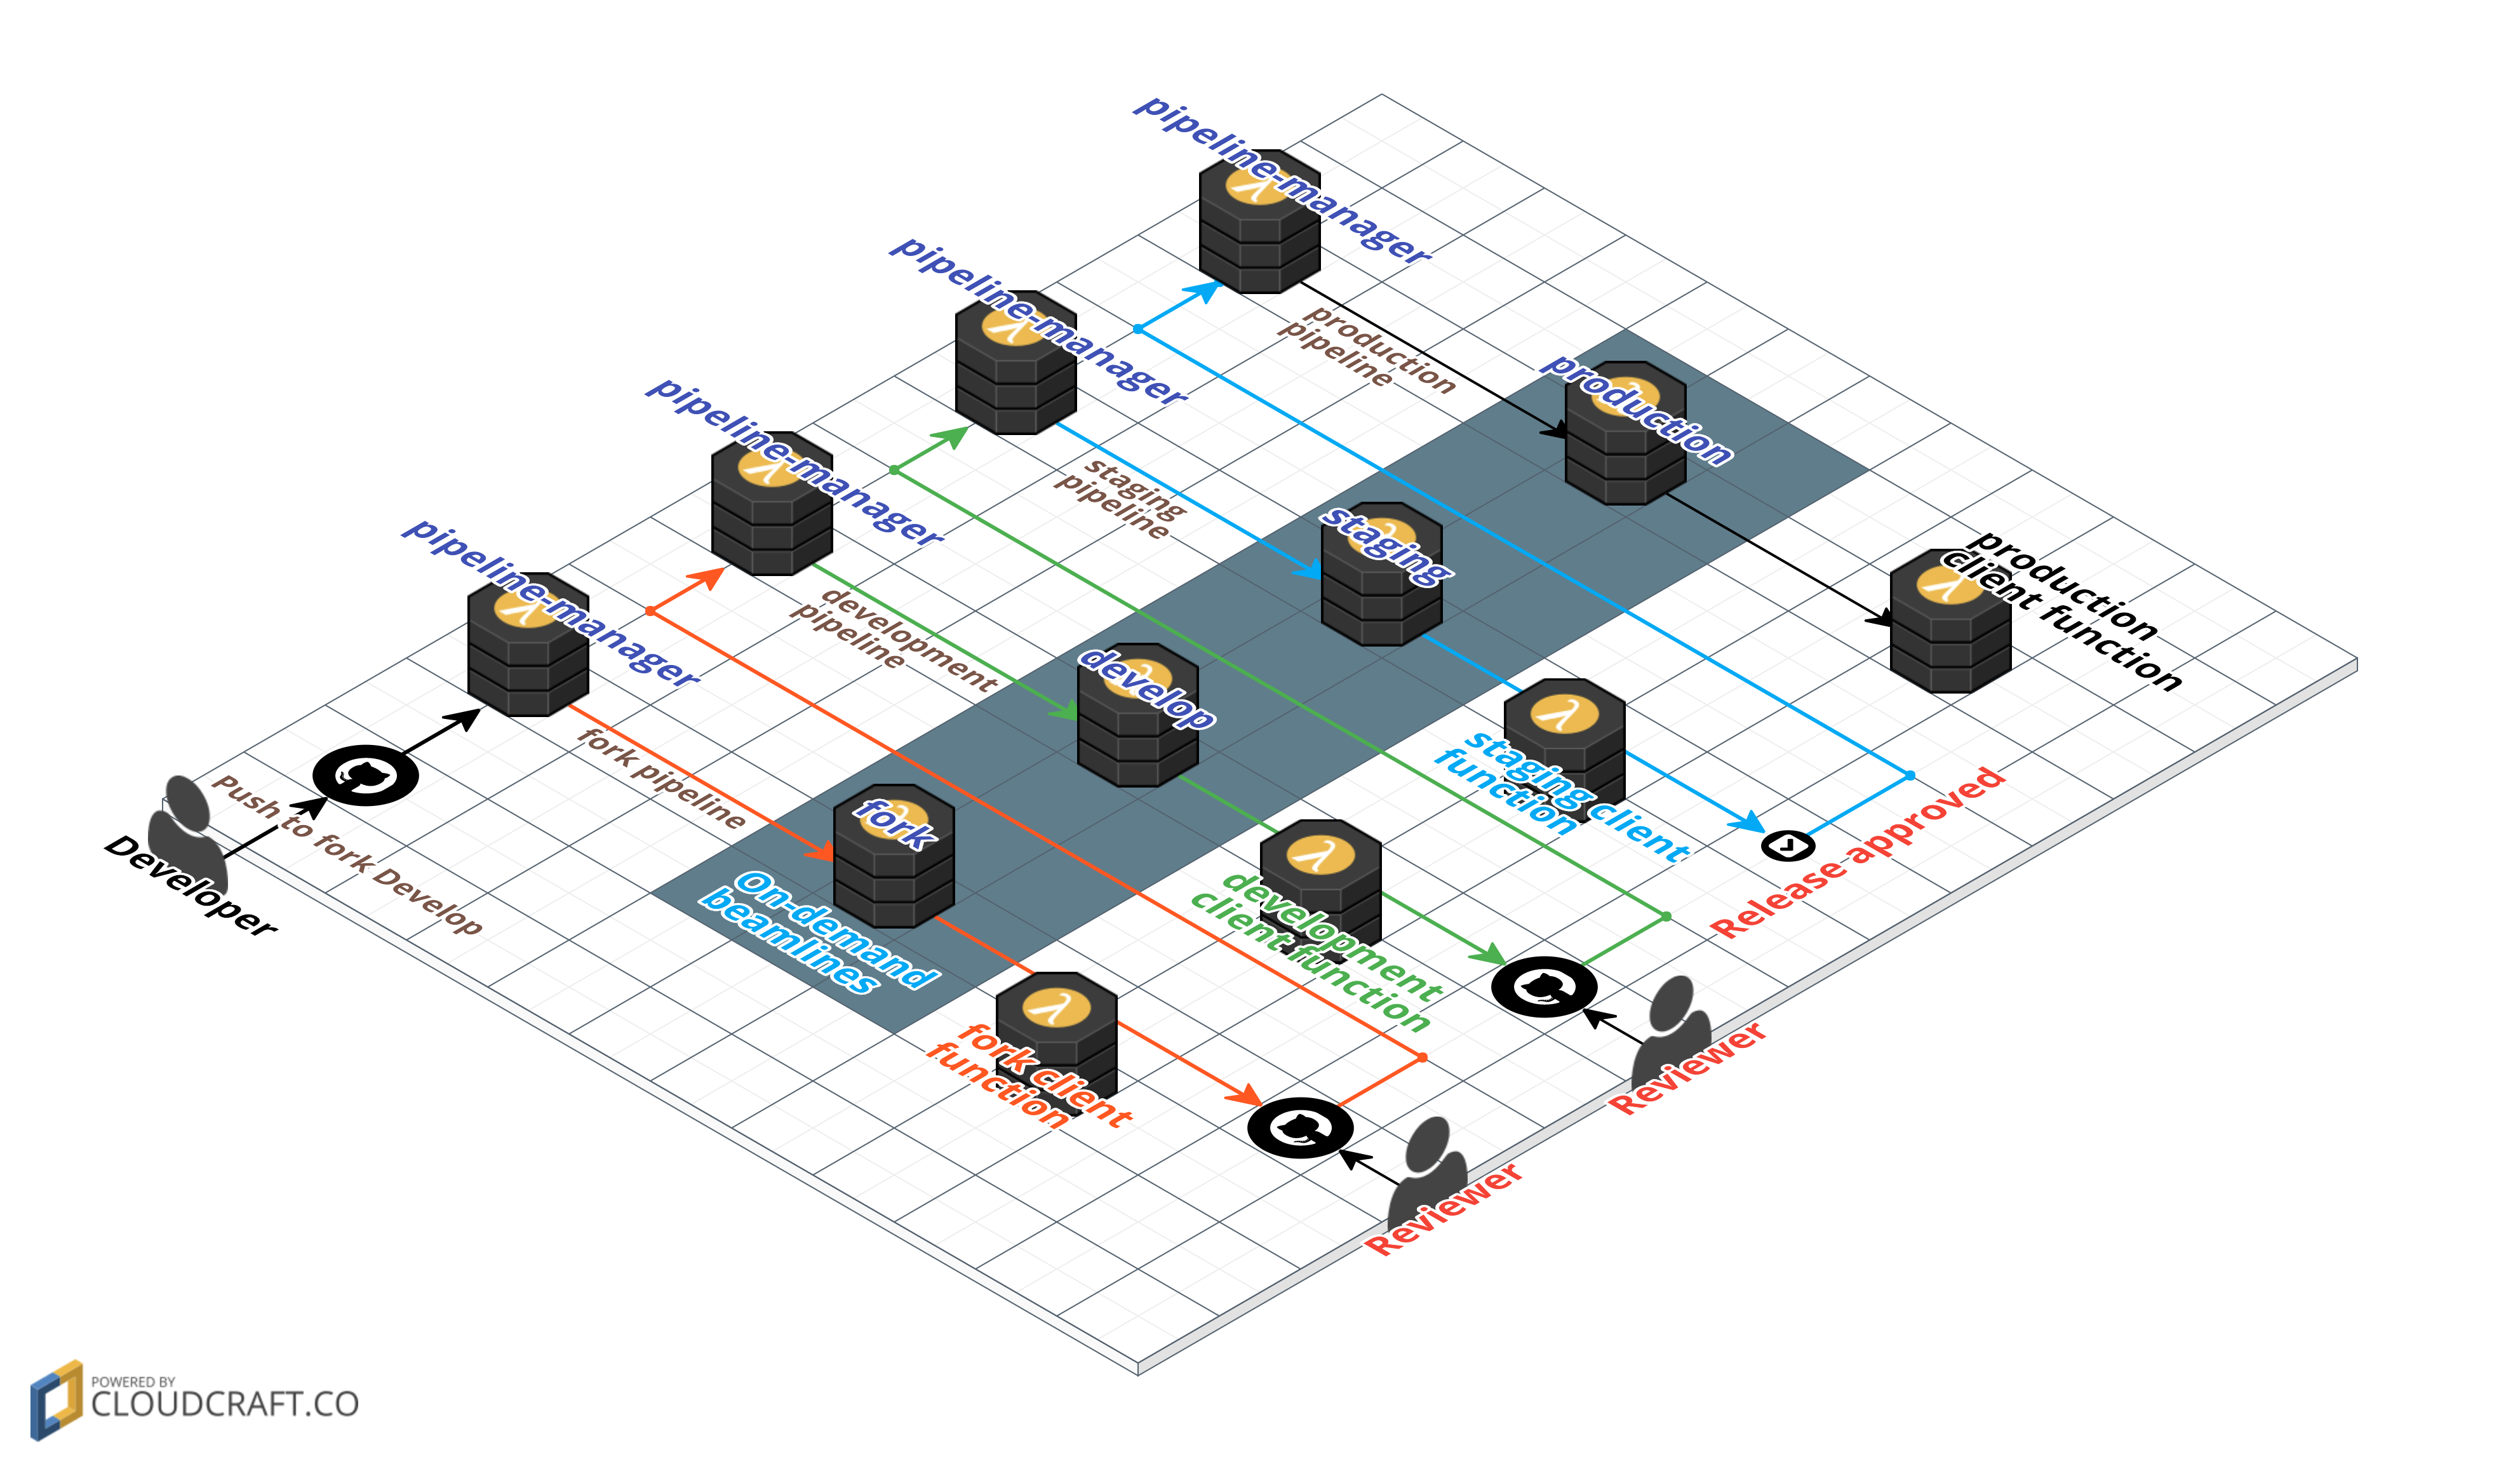 pipeline-manager
pipeline-manager
pipeline-manager
pipeline-manager
production
pipeline
production
staging
pipeline
staging
production
client function
development
pipeline
develop
fork pipeline
fork
staging client
function
Release approved
Push to fork Develop
Developer
On-demand
beamlines
development
client function
fork client
function
Reviewer
Reviewer
POWERED BY
CLOUDCRAFT.CO